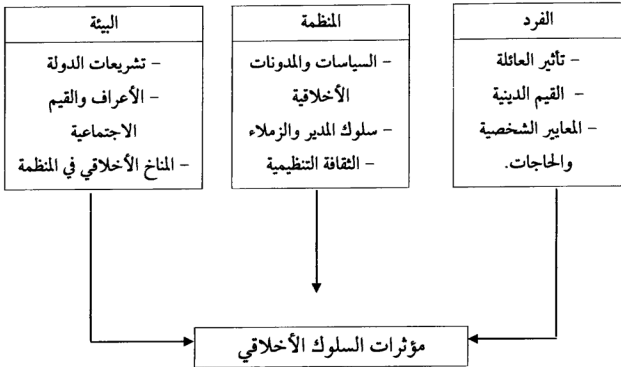 الفرد
– تأثير العائلة
– القيم الدينية
– المعايير الشخصية
والحاجات.
المنظمة
– السياسات والمدونات
الأخلاقية
– سلوك المدير والزملاء
– الثقافة التنظيمية
البيئة
– تشريعات الدولة
– الأعراف والقيم
الاجتماعية
– المناخ الأخلاقي في المنظمة
مؤثرات السلوك الأخلاقي